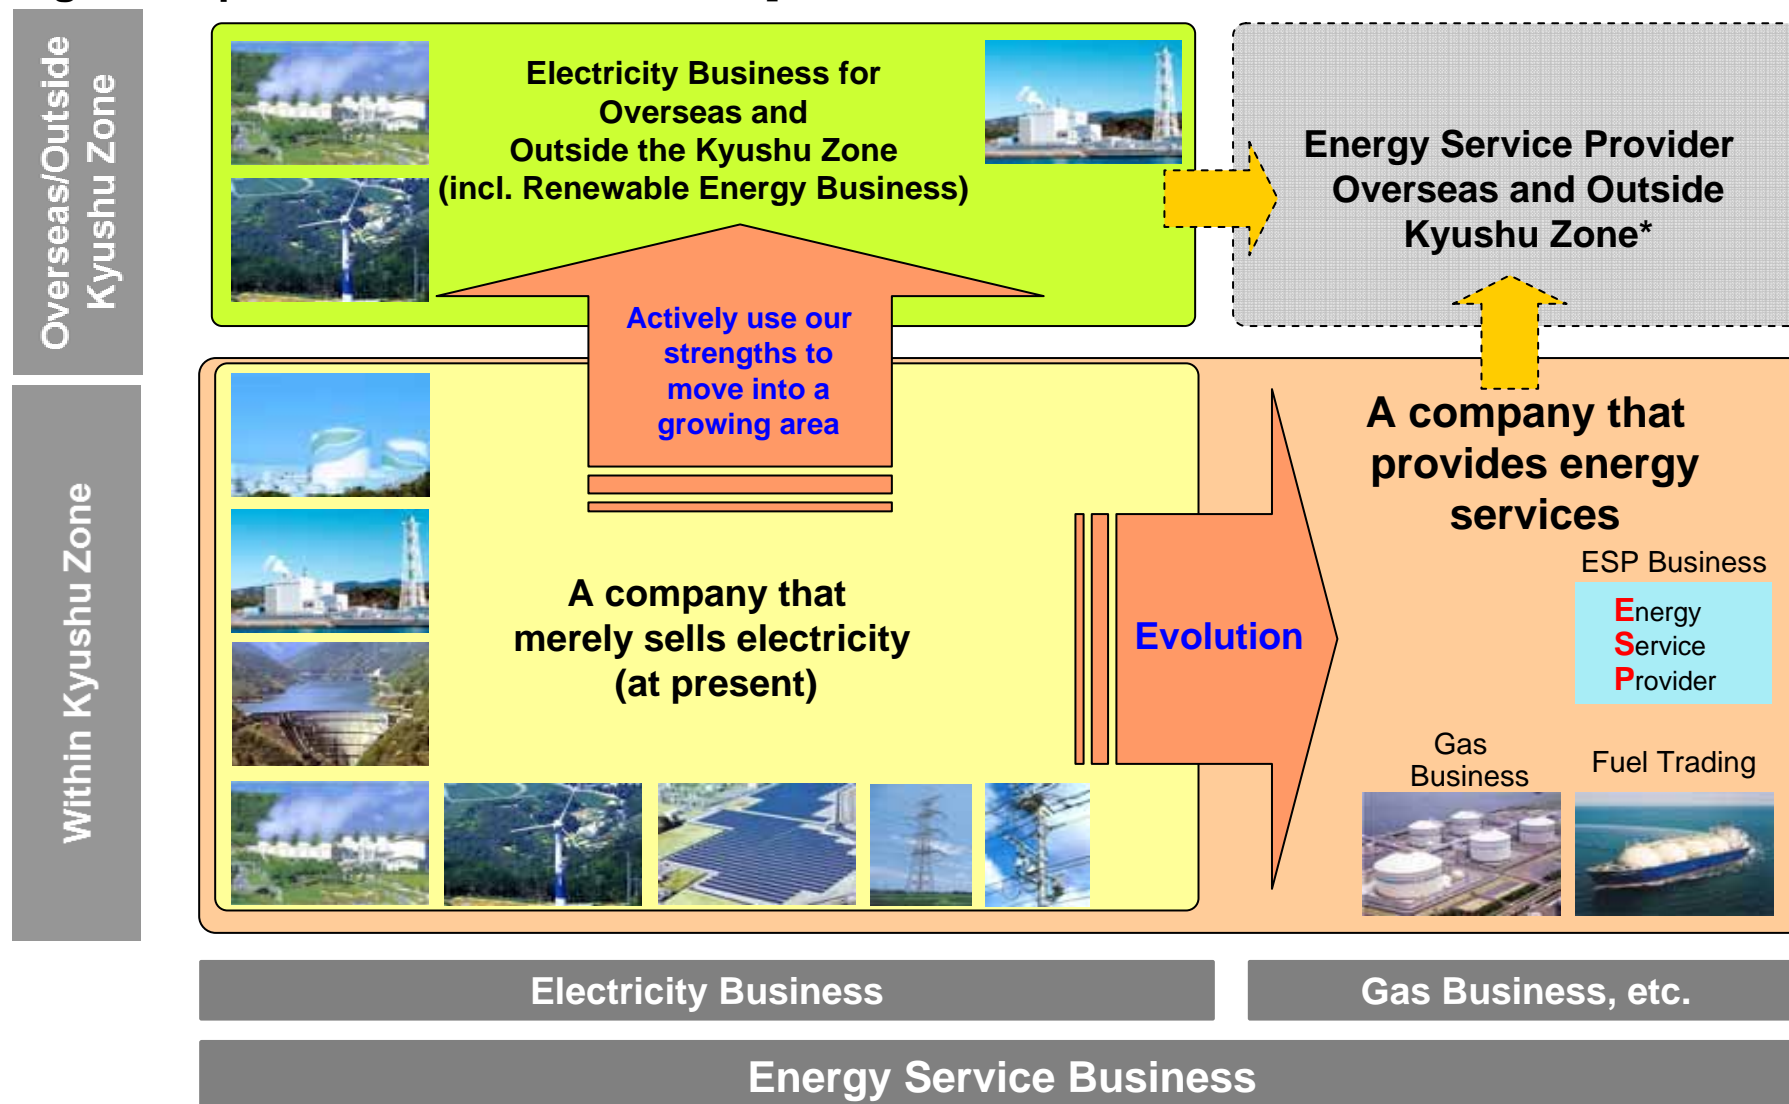 Overseas/Outside
Kyushu Zone
Electricity Business for
Overseas and
Outside the Kyushu Zone
(incl. Renewable Energy Business)
Energy Service Provider
Overseas and Outside
Kyushu Zone*
Actively use our
strengths to
move into a
growing area
Within Kyushu Zone
A company that
merely sells electricity
(at present)
Evolution
A company that
provides energy
services
ESP Business
Energy
Service
Provider
Gas
Business
Fuel Trading
Electricity Business
Gas Business, etc.
Energy Service Business